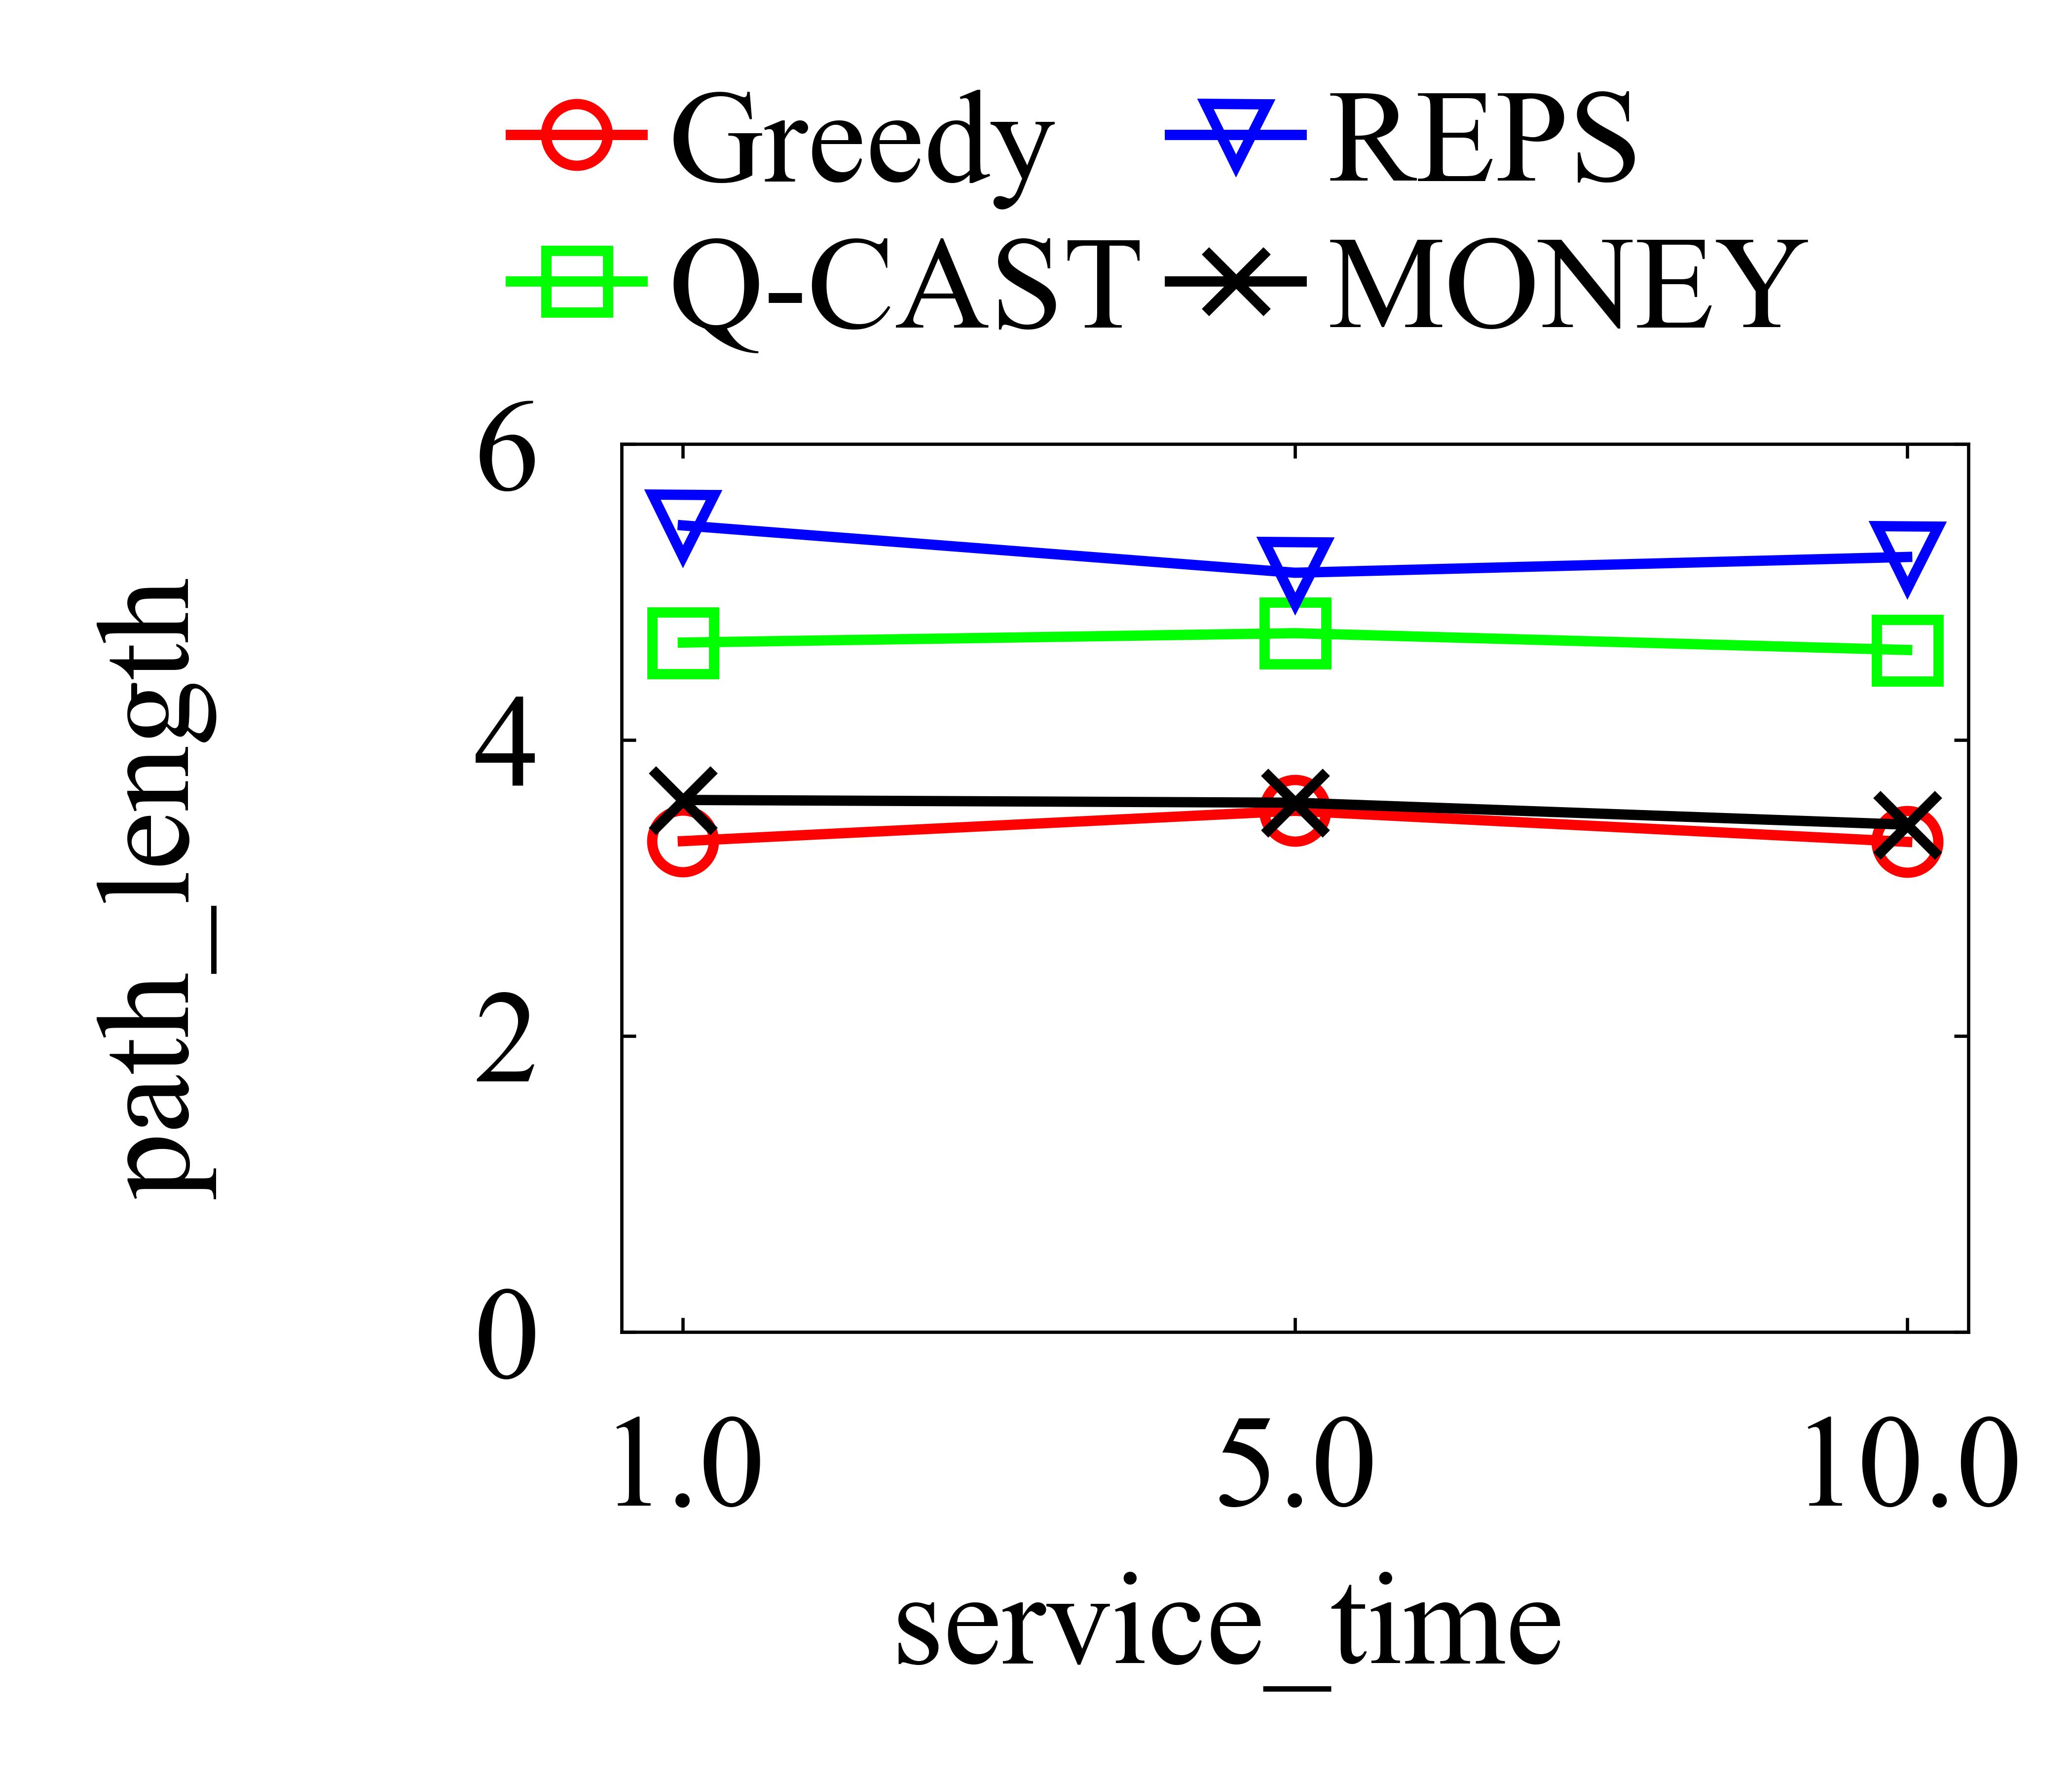 Greedy REPS
Q-CAST MONEY
6
4
2
0
path_length
1.0 5.0 10.0
service_time